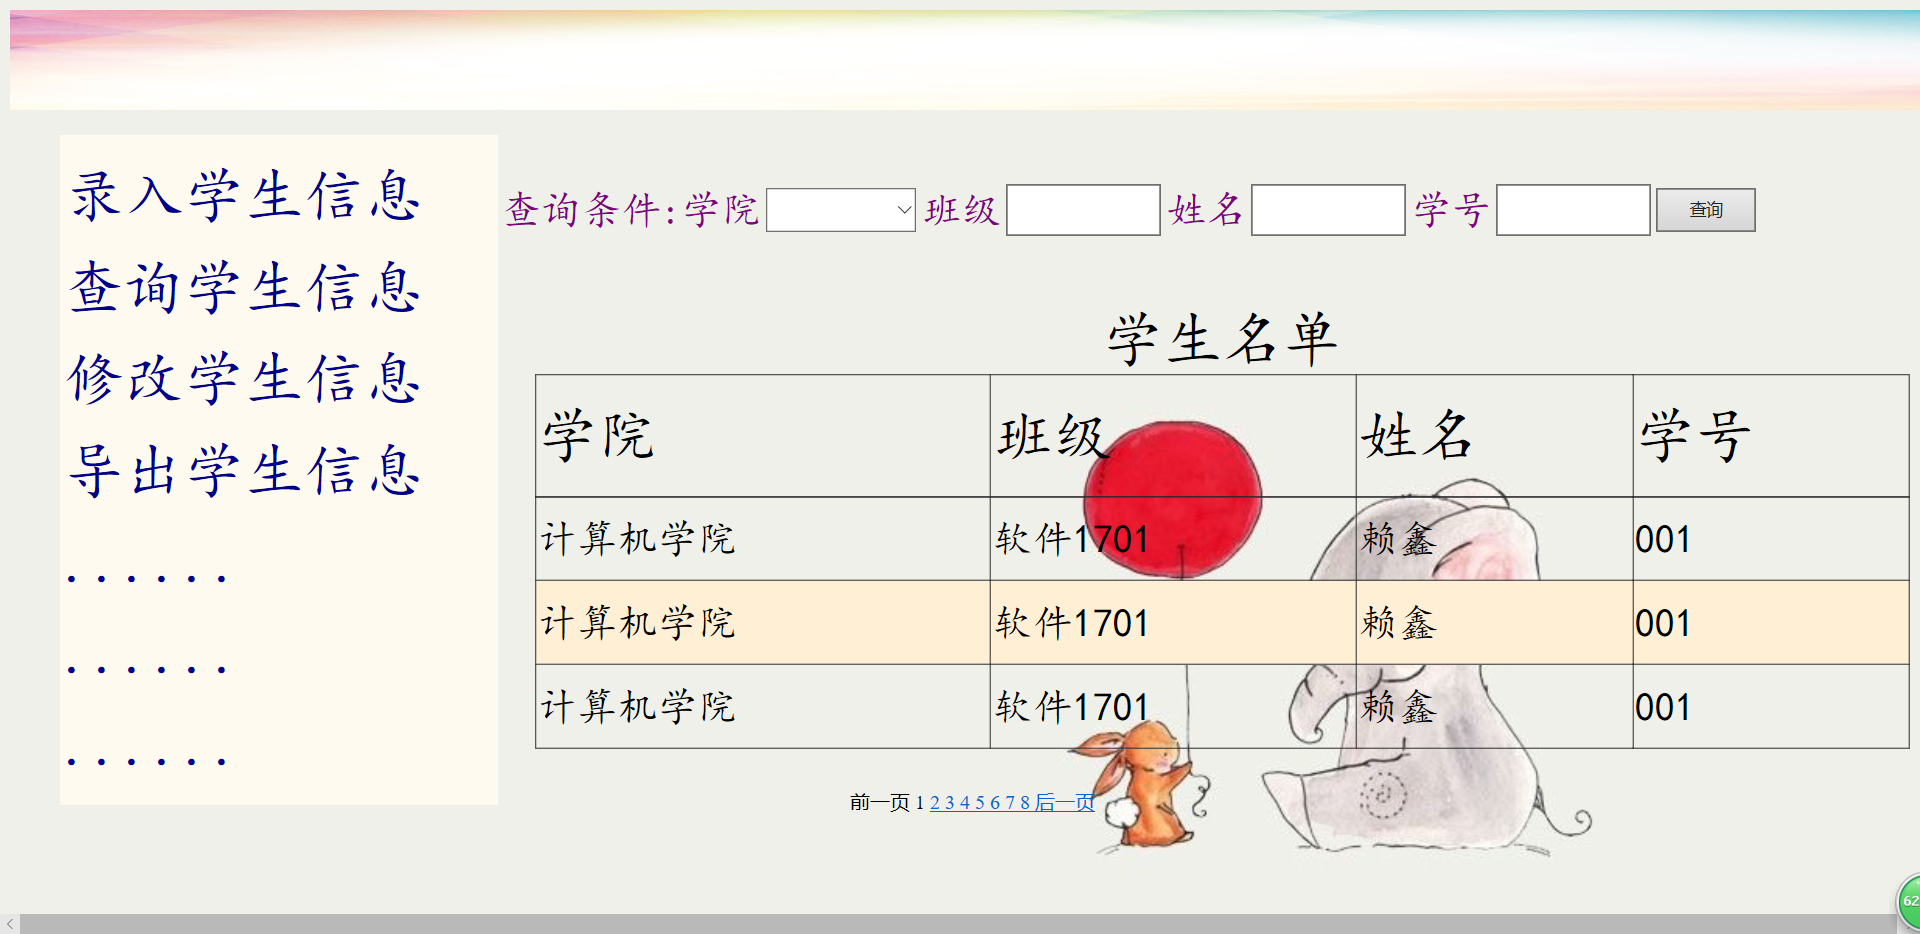 录入学生信息
查询学生信息
修改学生信息
导出学生信息
......
......
......
查询条件:学院 班级 姓名 学号 查询
学生名单
学院 班级 姓名 学号
计算机学院 软件1701 赖鑫 001
计算机学院 软件1701 赖鑫 001
计算机学院 软件1701 赖鑫 001
前一页 1 2 3 4 5 6 7 8 后一页
62